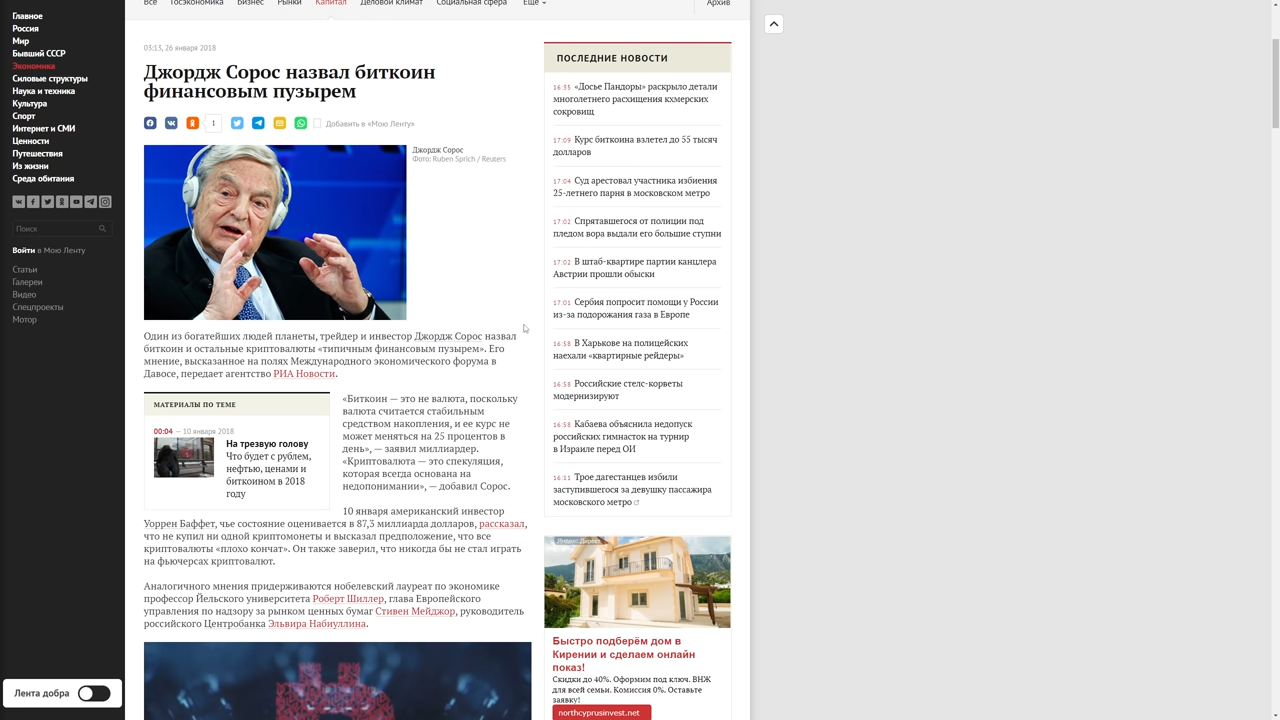 Главное
Россия
Мир
Бывший СССР
Экономика
Силовые структуры
Наука и техника
Культура
Спорт
Интернет и СМИ
Ценности
Путешествия
Из жизни
Среда обитания
Поиск
Войти в Мою Ленту
Статьи
Галереи
Видео
Спецпроекты
Мотор
Лента добра
Все Госэкономика Бизнес Рынки Капитал Деловой климат Социальная сфера Еще
Архив
03:13, 26 января 2018
Джордж Сорос назвал биткоин
финансовым пузырем
1
Добавить в «Мою Ленту»
Джордж Сорос
Фото: Ruben Sprich / Reuters
Один из богатейших людей планеты, трейдер и инвестор Джордж Сорос назвал
биткоин и остальные криптовалюты «типичным финансовым пузырем». Его
мнение, высказанное на полях Международного экономического форума в
Давосе, передает агентство РИА Новости.
МАТЕРИАЛЫ ПО ТЕМЕ
00:04 — 10 января 2018
На трезвую голову
Что будет с рублем,
нефтью, ценами и
биткоином в 2018
году
«Биткоин — это не валюта, поскольку
валюта считается стабильным
средством накопления, и ее курс не
может меняться на 25 процентов в
день», — заявил миллиардер.
«Криптовалюта — это спекуляция,
которая всегда основана на
недопонимании», — добавил Сорос.
10 января американский инвестор
Уоррен Баффет, чье состояние оценивается в 87,3 миллиарда долларов, рассказал,
что не купил ни одной криптомонеты и высказал предположение, что все
криптовалюты «плохо кончат». Он также заверил, что никогда бы не стал играть
на фьючерсах криптовалют.
Аналогичного мнения придерживаются нобелевский лауреат по экономике
профессор Йельского университета Роберт Шиллер, глава Европейского
управления по надзору за рынком ценных бумаг Стивен Мейджор, руководитель
российского Центробанка Эльвира Набиуллина.
ПОСЛЕДНИЕ НОВОСТИ
16:35 «Досье Пандоры» раскрыло детали
многолетнего расхищения кхмерских
сокровищ
17:09 Курс биткоина взлетел до 55 тысяч
долларов
17:04 Суд арестовал участника избиения
25-летнего парня в московском метро
17:02 Спрятавшегося от полиции под
пледом вора выдали его большие ступни
17:02 В штаб-квартире партии канцлера
Австрии прошли обыски
17:01 Сербия попросит помощи у России
из-за подорожания газа в Европе
16:58 В Харькове на полицейских
наехали «квартирные рейдеры»
16:58 Российские стелс-корветы
модернизируют
16:58 Кабаева объяснила недопуск
российских гимнасток на турнир
в Израиле перед ОИ
16:11 Трое дагестанцев избили
заступившегося за девушку пассажира
московского метро
Яндекс.Директ
Быстро подберём дом в
Кирении и сделаем онлайн
показ!
Скидки до 40%. Оформим под ключ. ВНЖ
для всей семьи. Комиссия 0%. Оставьте
заявку!
northcyprusinvest.net